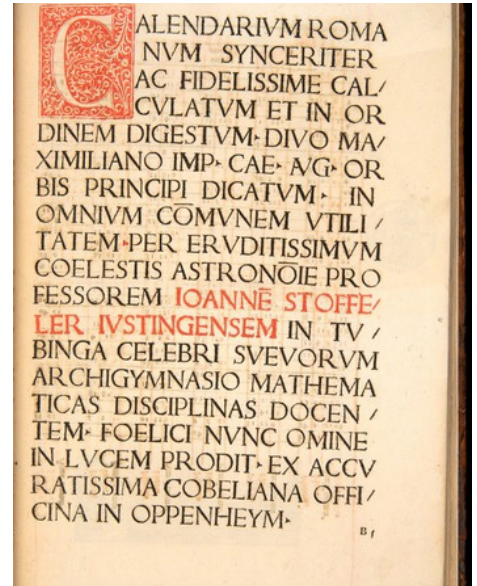 CALENDARIVM ROMA
NVM SYNCERITER
AC FIDELISSIME CAL/
CVLATVM ET IN OR
DINEM DIGESTVM· DIVO MA/
XIMILIANO IMP· CAE· AVG· OR
BIS PRINCIPI DICATVM· IN
OMNIVM CŌMVNEM VTILI /
TATEM·PER ERVDITISSIMVM
COELESTIS ASTRONŌIE PRO
FESSOREM IOANNĒ STOFFE/
LER IVSTINGENSEM IN TV /
BINGA CELEBRI SVEVORVM
ARCHIGYMNASIO MATHEMA
TICAS DISCIPLINAS DOCEN /
TEM· FOELICI NVNC OMINE
IN LVCEM PRODIT· EX ACCV
RATISSIMA COBELIANA OFFI/
CINA IN OPPENHEYM·
B ſ